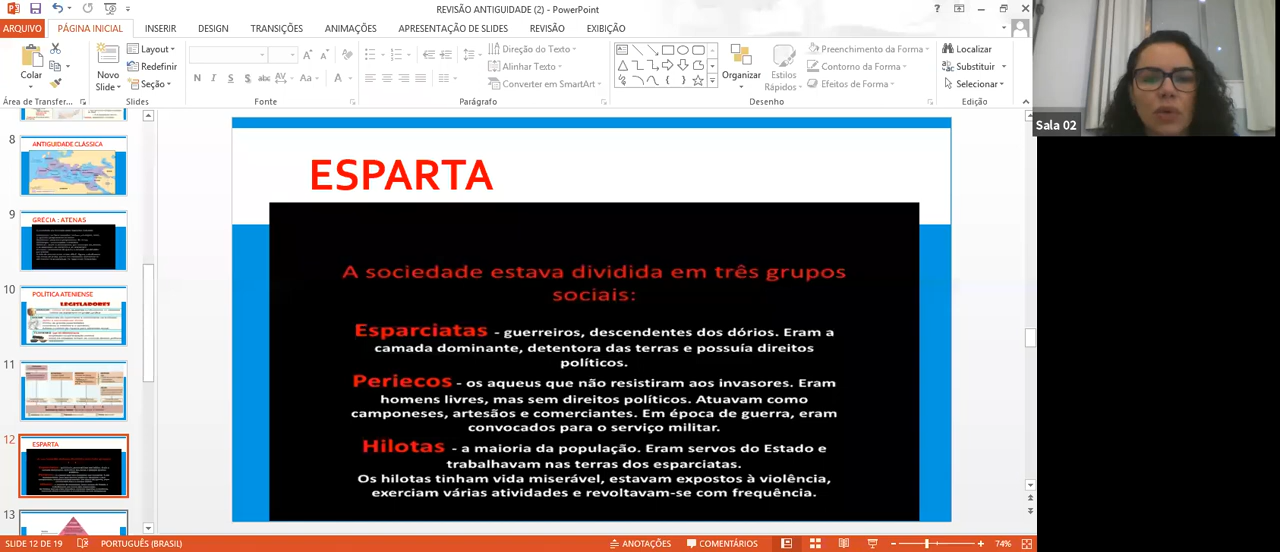 REVISÃO ANTIGUIDADE (2) - PowerPoint
ARQUIVO PÁGINA INICIAL INSERIR DESIGN TRANSIÇÕES ANIMAÇÕES APRESENTAÇÃO DE SLIDES REVISÃO EXIBIÇÃO
Colar
Área de Transfer...
Novo
Slide
Layout
Redefinir
Seção
Slides
N I S S abc AV Aa A
Fonte
Direção do Texto
Alinhar Texto
Converter em SmartArt
Parágrafo
Organizar
Estilos
Rápidos
Preenchimento da Forma
Contorno da Forma
Efeitos de Forma
Desenho
Localizar
Substituir
Selecionar
Edição
Sala 02
8
ANTIGUIDADE CLÁSSICA
9
GRECIA : ATENAS
10
POLÍTICA ATENIENSE
LEGISLADORES
11
12
ESPARTA
13
ESPARTA
A sociedade estava dividida em três grupos
sociais:
Esparciatas - guerreiros, descendentes dos dórios. Eram a
camada dominante, detentora das terras e possuía direitos
políticos.
Periecos - os aqueus que não resistiram aos invasores. Eram
homens livres, mas sem direitos políticos. Atuavam como
camponeses, artesãos e comerciantes. Em época de guerra, eram
convocados para o serviço militar.
Hilotas - a maioria da população. Eram servos do Estado e
trabalhavam nas terras dos esparciatas.
Os hilotas tinham vida miserável, estavam expostos a violência,
exerciam várias atividades e revoltavam-se com frequência.
SLIDE 12 DE 19 PORTUGUÊS (BRASIL) ANOTAÇÕES COMENTÁRIOS 74%